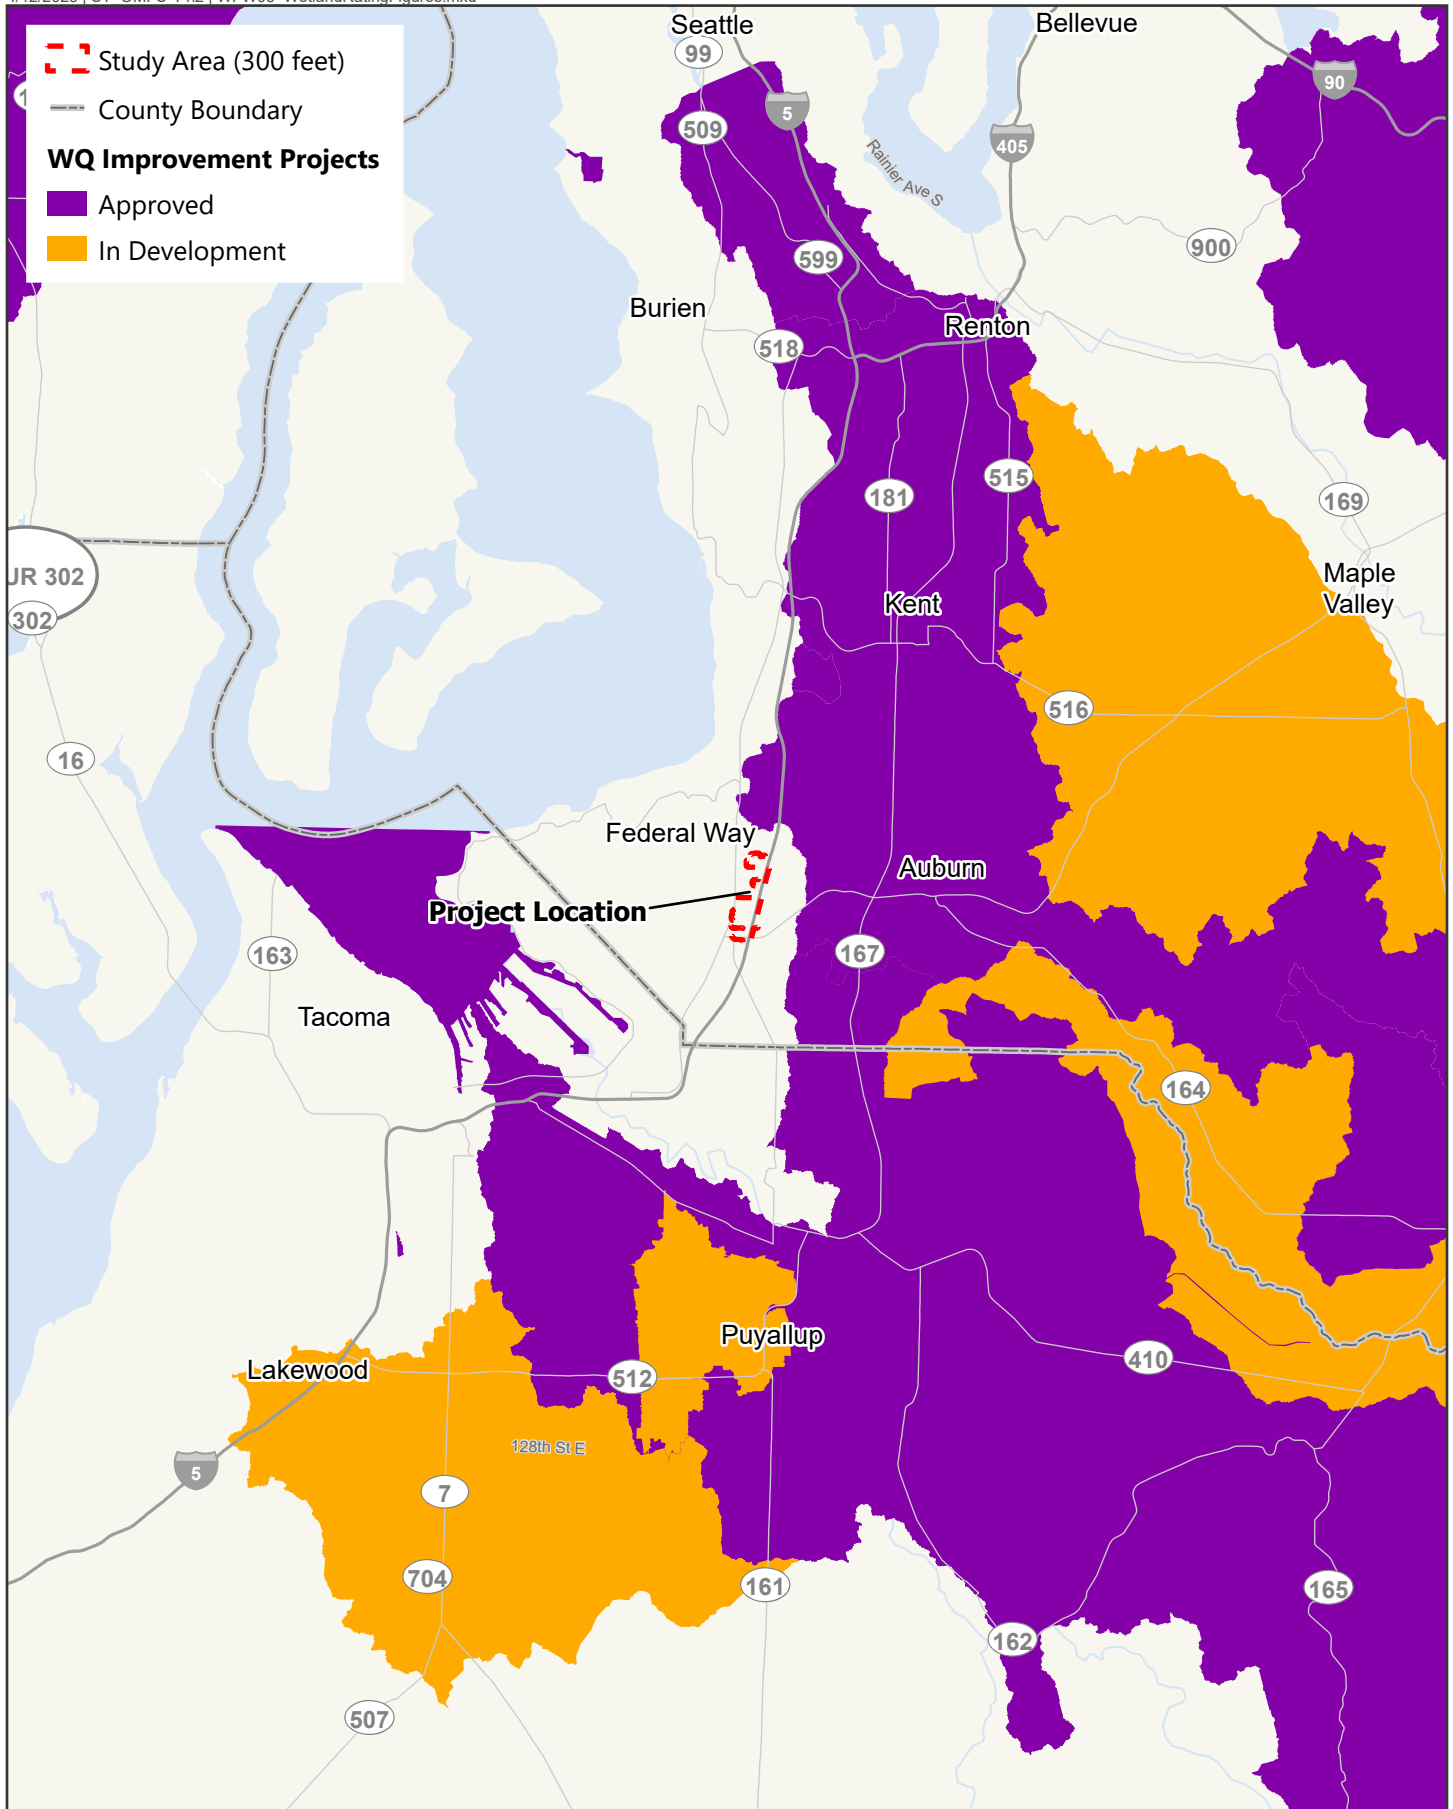 Study Area (300 feet)
County Boundary
WQ Improvement Projects
Approved
In Development
Seattle
Bellevue
99
5
90
509
405
Rainier Ave S
599
900
Burien
Renton
518
181
515
169
UR 302
302
Kent
Maple
Valley
516
16
Federal Way
Auburn
Project Location
163
167
Tacoma
164
Puyallup
Lakewood
512
410
128th St E
5
7
704
161
165
162
507